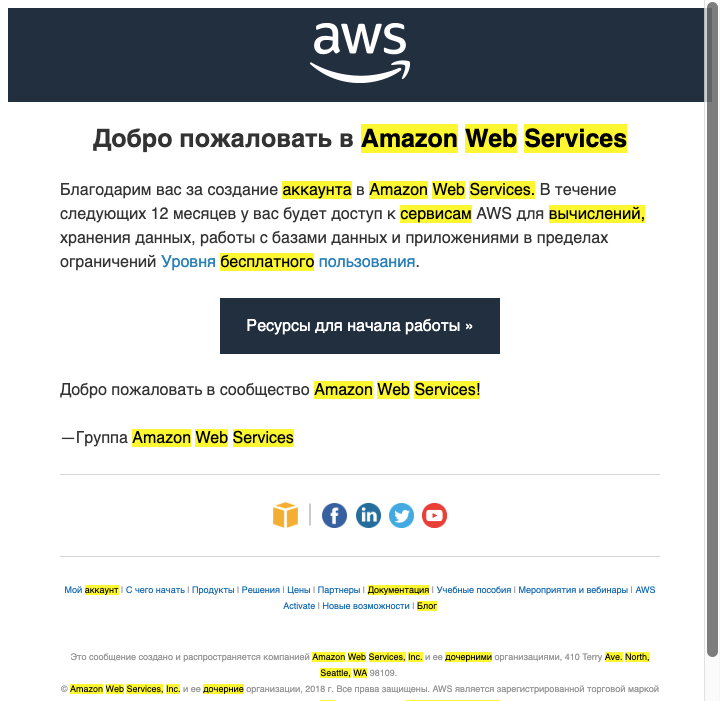 aws
Добро пожаловать в Amazon Web Services
Благодарим вас за создание аккаунта в Amazon Web Services. В течение
следующих 12 месяцев у вас будет доступ к сервисам AWS для вычислений,
хранения данных, работы с базами данных и приложениями в пределах
ограничений Уровня бесплатного пользования.
Ресурсы для начала работы »
Добро пожаловать в сообщество Amazon Web Services!
—Группа Amazon Web Services
Мой аккаунт | С чего начать | Продукты | Решения | Цены | Партнеры | Документация | Учебные пособия | Мероприятия и вебинары | AWS
Activate | Новые возможности | Блог
Это сообщение создано и распространяется компанией Amazon Web Services, Inc. и ее дочерними организациями, 410 Terry Ave. North,
Seattle, WA 98109.
© Amazon Web Services, Inc. и ее дочерние организации, 2018 г. Все права защищены. AWS является зарегистрированной торговой маркой